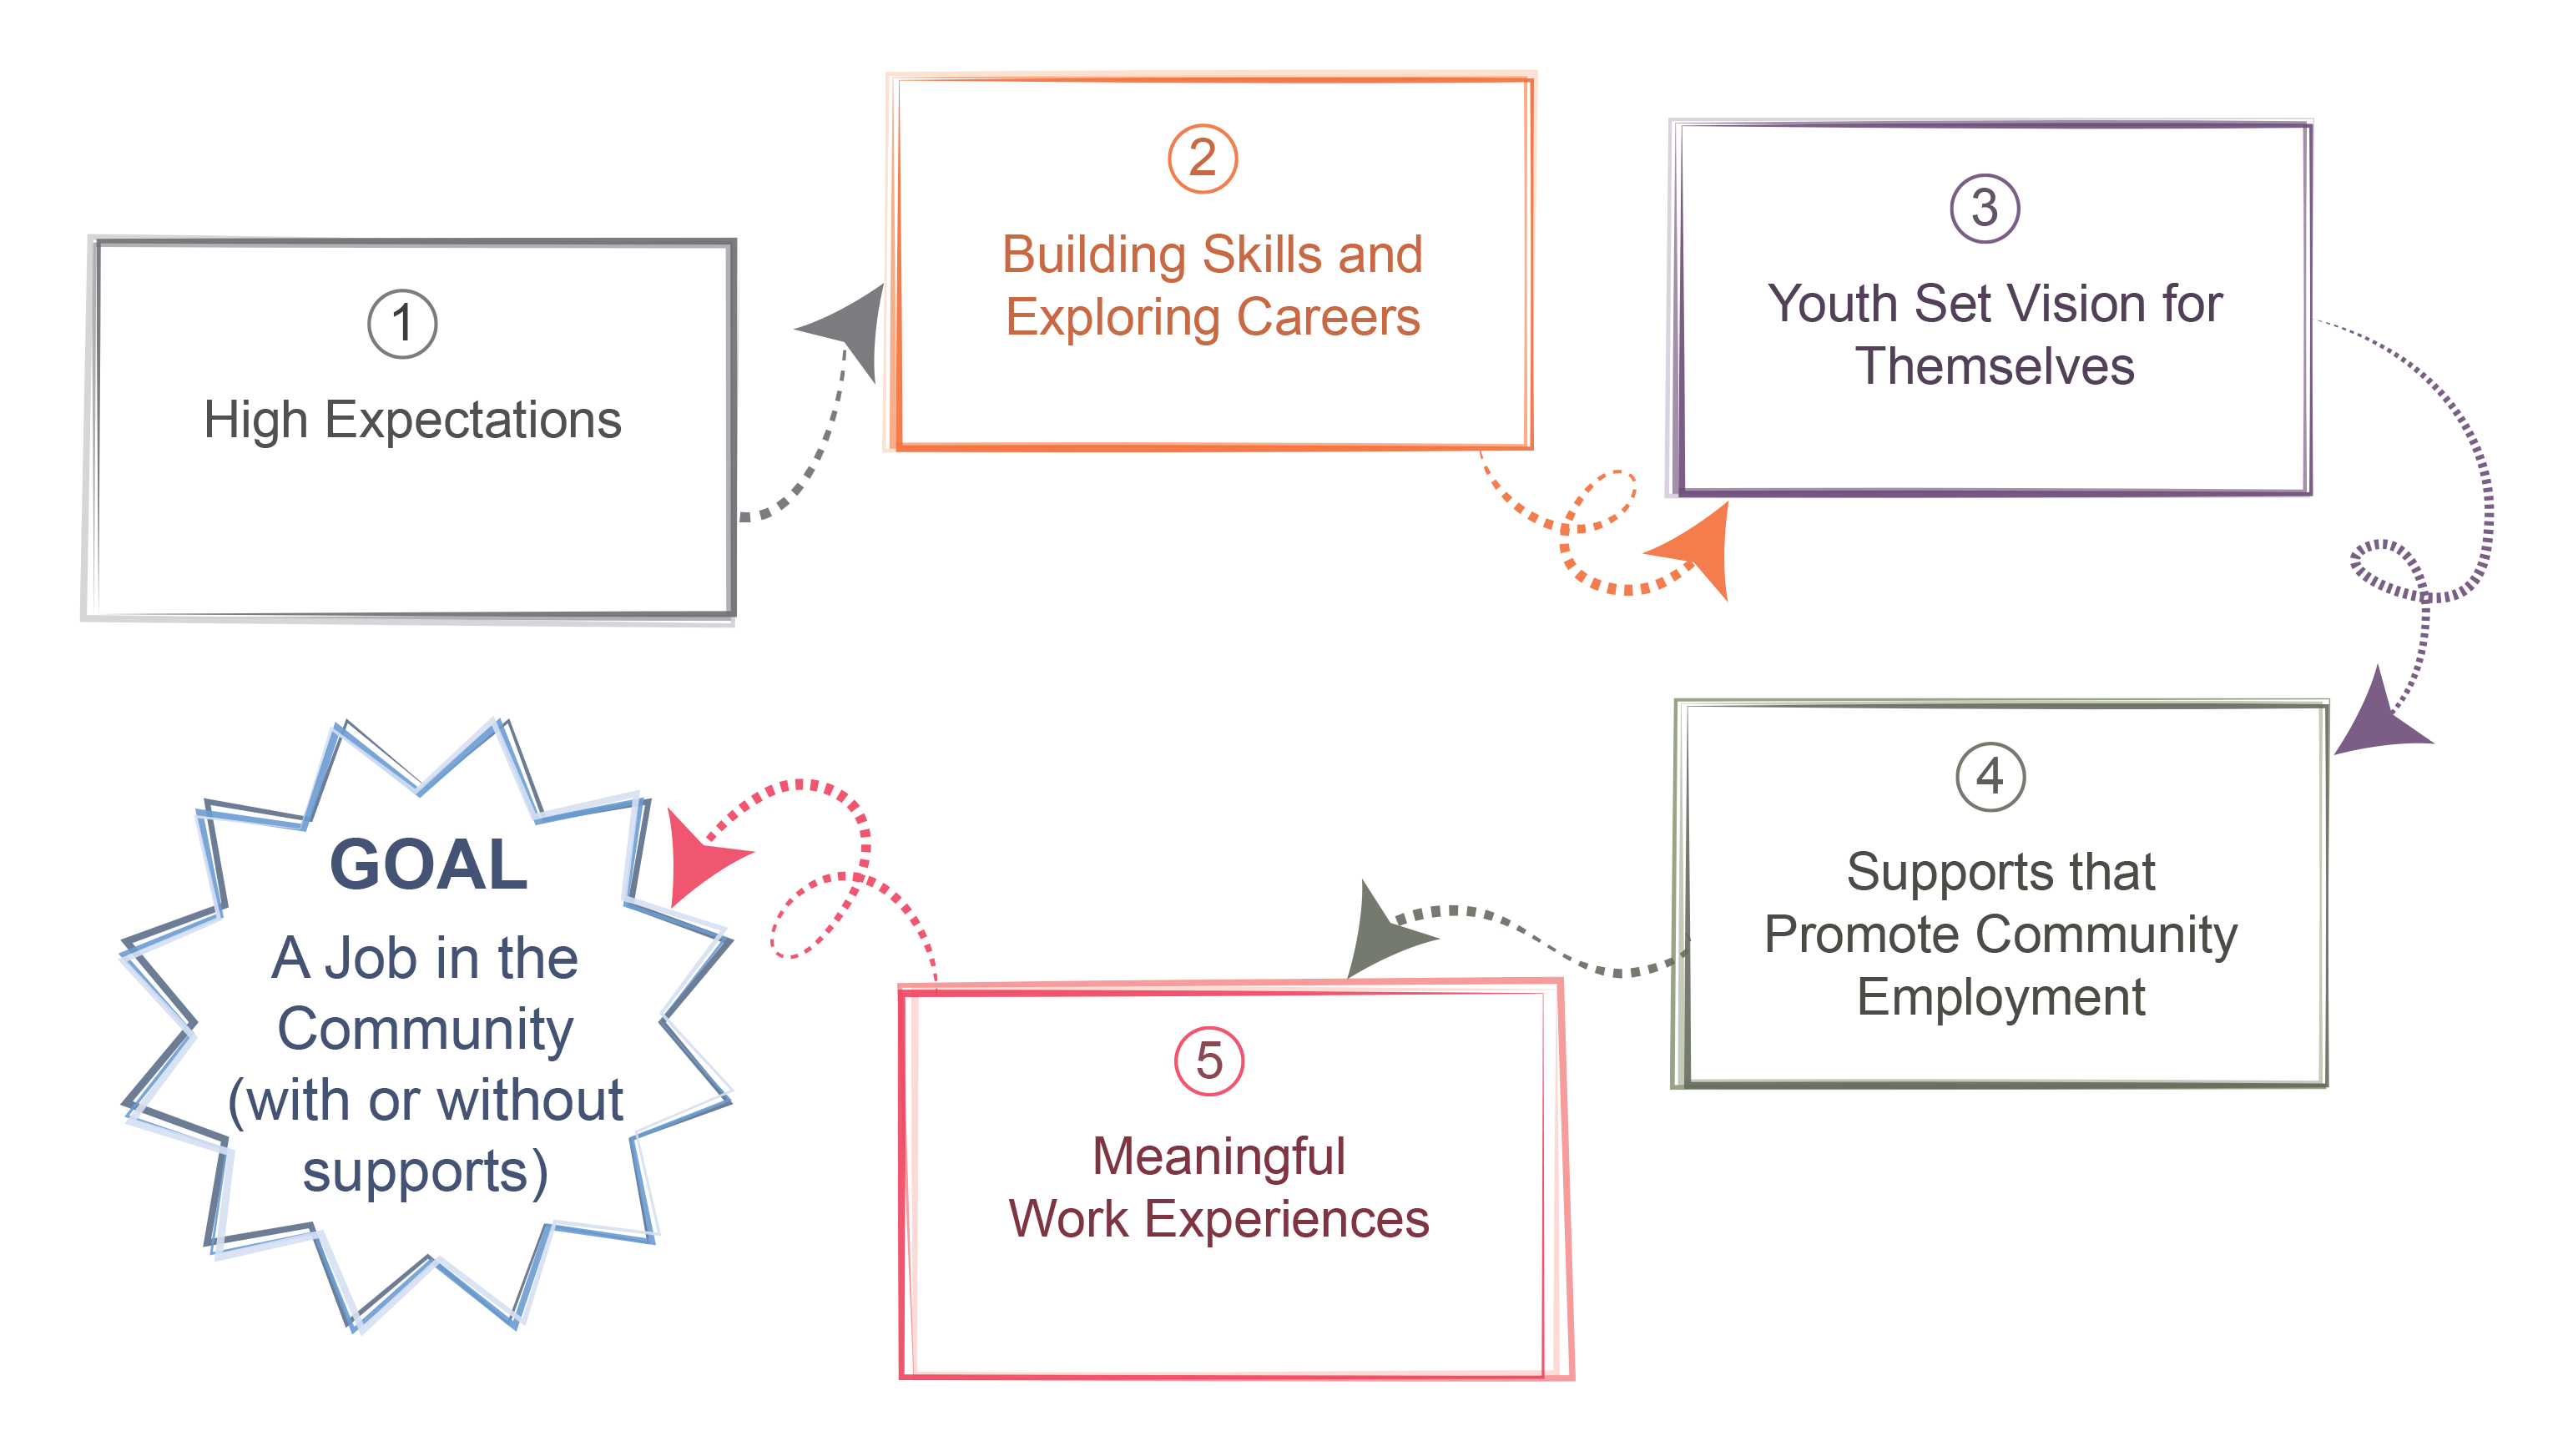 1
High Expectations
2
Building Skills and
Exploring Careers
3
Youth Set Vision for
Themselves
4
Supports that
Promote Community
Employment
5
Meaningful
Work Experiences
GOAL
A Job in the
Community
(with or without
supports)